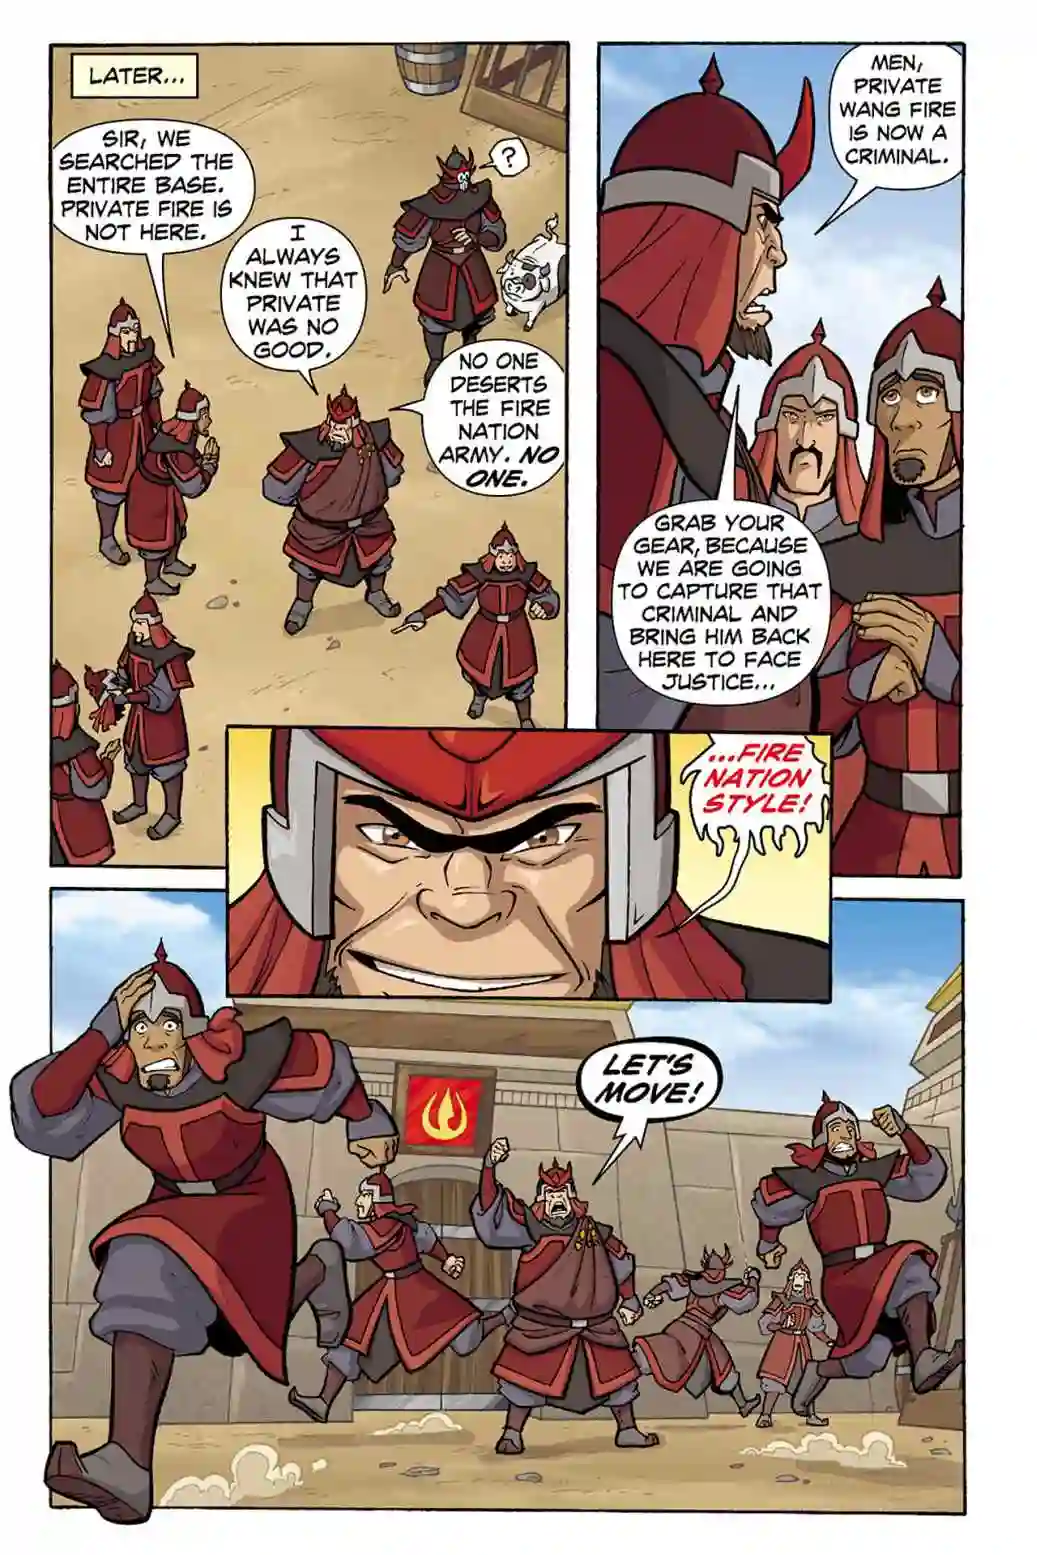 LATER...
SIR, WE
SEARCHED THE
ENTIRE BASE.
PRIVATE FIRE IS
NOT HERE.
I
ALWAYS
KNEW THAT
PRIVATE
WAS NO
GOOD.
?
NO ONE
DESERTS
THE FIRE
NATION
ARMY. NO
ONE.
MEN,
PRIVATE
WANG FIRE
IS NOW A
CRIMINAL.
GRAB YOUR
GEAR, BECAUSE
WE ARE GOING
TO CAPTURE THAT
CRIMINAL AND
BRING HIM BACK
HERE TO FACE
JUSTICE...
...FIRE
NATION
STYLE!
LET'S
MOVE!